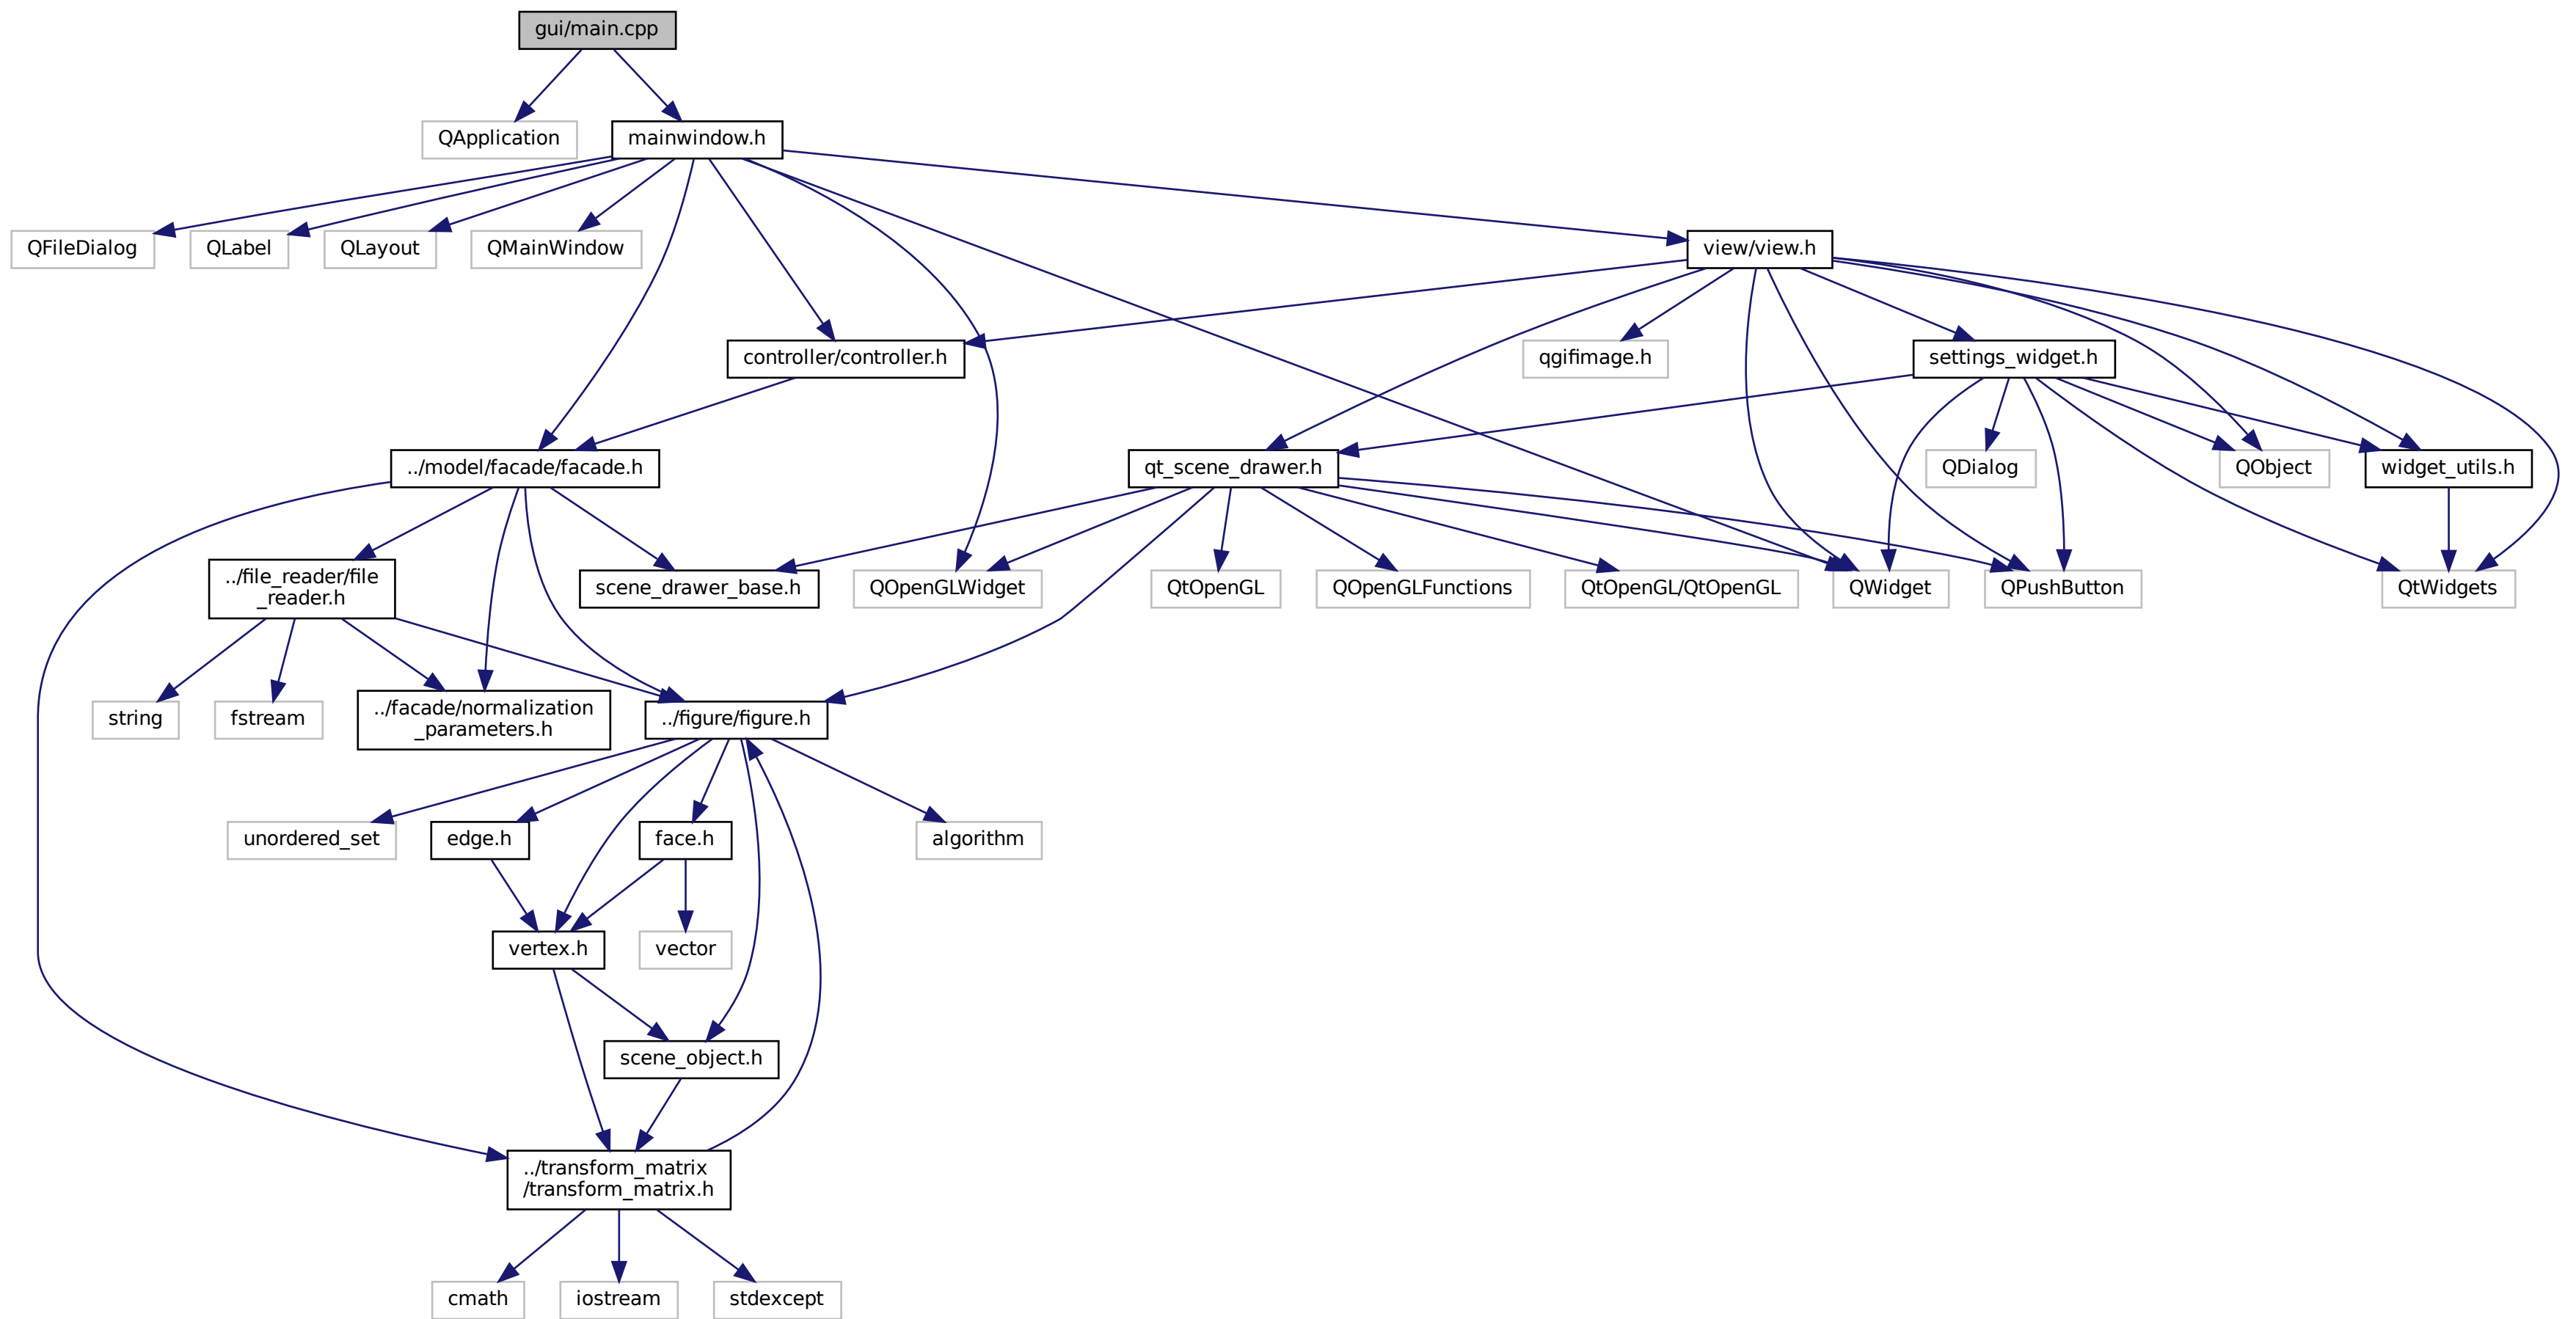 gui/main.cpp
QApplication
mainwindow.h
QFileDialog
QLabel
QLayout
QMainWindow
view/view.h
controller/controller.h
qgifimage.h
settings_widget.h
../model/facade/facade.h
qt_scene_drawer.h
QDialog
QObject
widget_utils.h
../file_reader/file
_reader.h
scene_drawer_base.h
QOpenGLWidget
QtOpenGL
QOpenGLFunctions
QtOpenGL/QtOpenGL
QWidget
QPushButton
QtWidgets
string
fstream
../facade/normalization
_parameters.h
../figure/figure.h
unordered_set
edge.h
face.h
algorithm
vertex.h
vector
scene_object.h
../transform_matrix
/transform_matrix.h
cmath
iostream
stdexcept